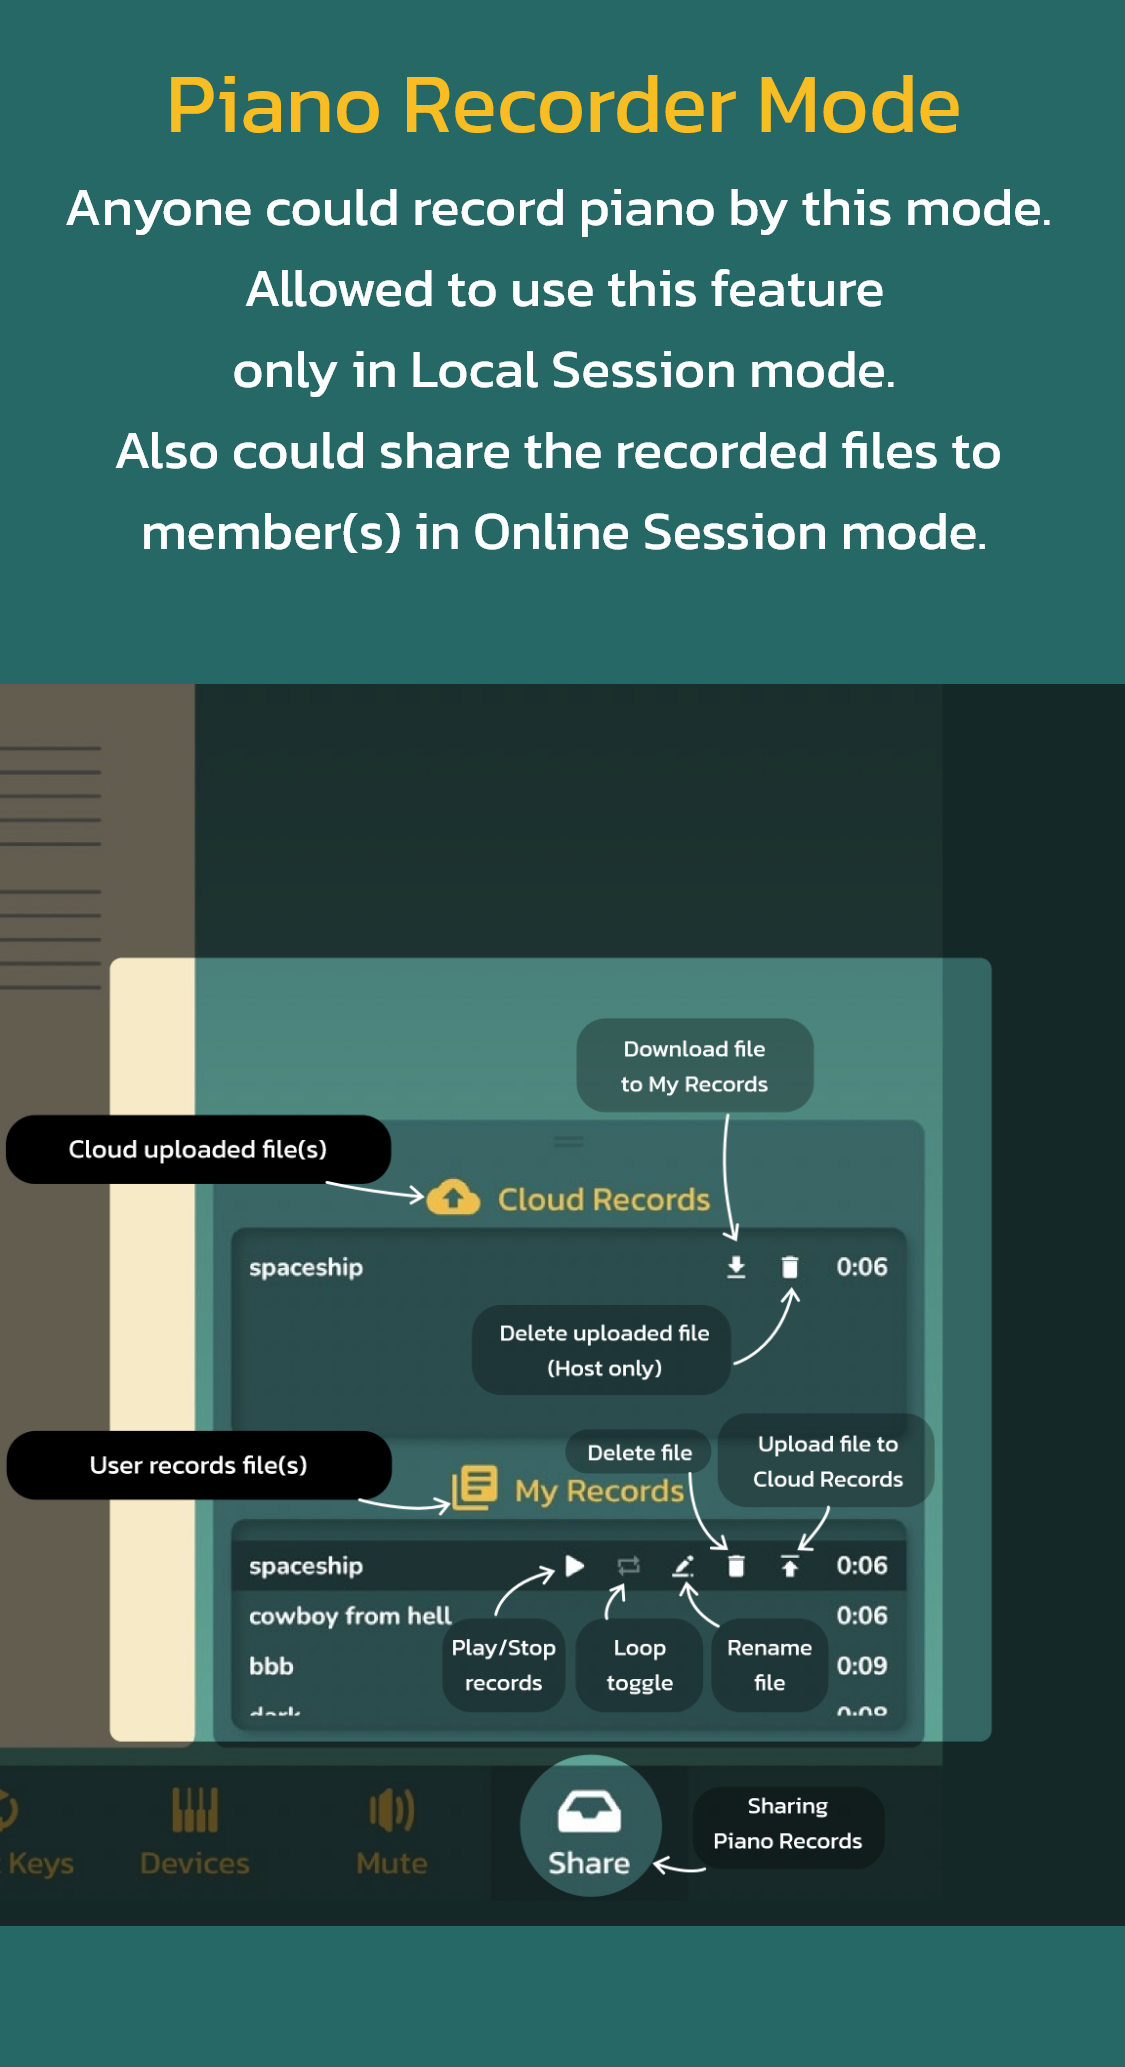 Piano Recorder Mode
Anyone could record piano by this mode.
Allowed to use this feature
only in Local Session mode.
Also could share the recorded files to
member(s) in Online Session mode.
Download file
to My Records
Cloud uploaded file(s)
Cloud Records
spaceship 0:06
Delete uploaded file
(Host only)
Delete file
Upload file to
Cloud Records
User records file(s)
My Records
spaceship 0:06
cowboy from hell 0:06
bbb 0:09
Play/Stop
records
Loop
toggle
Rename
file
dark 0:08
Keys
Devices
Mute
Share
Sharing
Piano Records